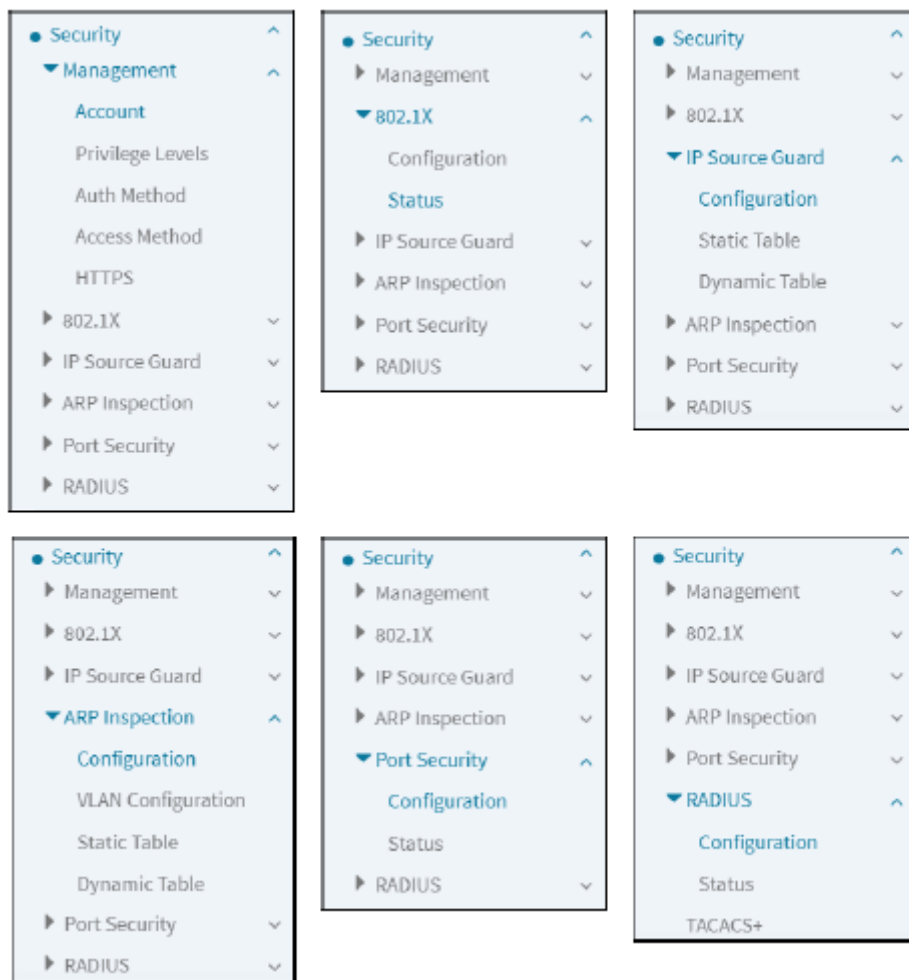 Security
Management
Account
Privilege Levels
Auth Method
Access Method
HTTPS
802.1X
IP Source Guard
ARP Inspection
Port Security
RADIUS
Security
Management
802.1X
Configuration
Status
IP Source Guard
ARP Inspection
Port Security
RADIUS
Security
Management
802.1X
IP Source Guard
Configuration
Static Table
Dynamic Table
ARP Inspection
Port Security
RADIUS
Security
Management
802.1X
IP Source Guard
ARP Inspection
Configuration
VLAN Configuration
Static Table
Dynamic Table
Port Security
RADIUS
Security
Management
802.1X
IP Source Guard
ARP Inspection
Port Security
Configuration
Status
RADIUS
Security
Management
802.1X
IP Source Guard
ARP Inspection
Port Security
RADIUS
Configuration
Status
TACACS+